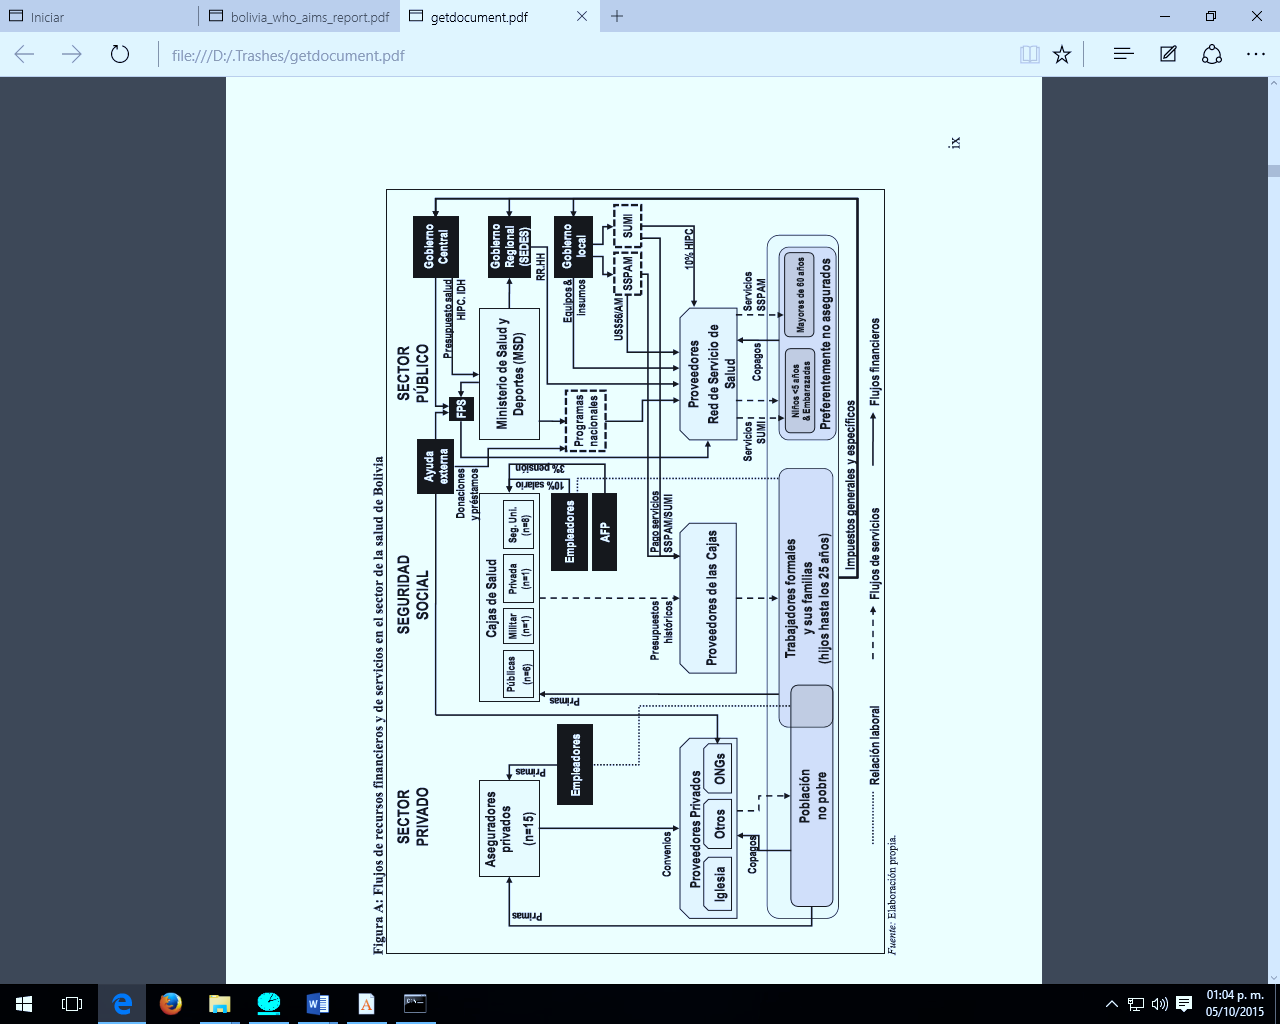 Iniciar
bolivia_who_aims_report.pdf
getdocument.pdf
file:///D:/.Trashes/getdocument.pdf
ix
Figura A: Flujos de recursos financieros y de servicios en el sector de la salud de Bolivia
SECTOR
PRIVADO
SEGURIDAD
SOCIAL
SECTOR
PÚBLICO
Ayuda
externa
Donaciones
y préstamos
FPS
Gobierno
Central
Presupuesto salud
HIPC. IDH
Gobierno
Regional
(SEDES)
RR.HH
Gobierno
local
Equipos &
Insumos
SSPAM
SUMI
US$56/AM
10% HIPC
Ministerio de Salud y
Deportes (MSD)
Programas
nacionales
Aseguradores
privados
(n=15)
Primas
Primas
Empleadores
Cajas de Salud
Públicas
(n=6)
Militar
(n=1)
Privada
(n=1)
Seg. Uni.
(n=8)
10% salario
3% pensión
Empleadores
AFP
Primas
Convenios
Presupuestos
históricos
Pago servicios
SSPAM/SUMI
Proveedores Privados
Iglesia
Otros
ONGs
Proveedores de las Cajas
Proveedores
Red de Servicio de
Salud
Copagos
Servicios
SUMI
Copagos
Servicios
SSPAM
Población
no pobre
Trabajadores formales
y sus familias
(hijos hasta los 25 años)
Niños <5 años
& Embarazadas
Mayores de 60 años
Preferentemente no asegurados
Impuestos generales y específicos
Relación laboral
Flujos de servicios
Flujos financieros
Fuente: Elaboración propia.
01:04 p. m.
05/10/2015